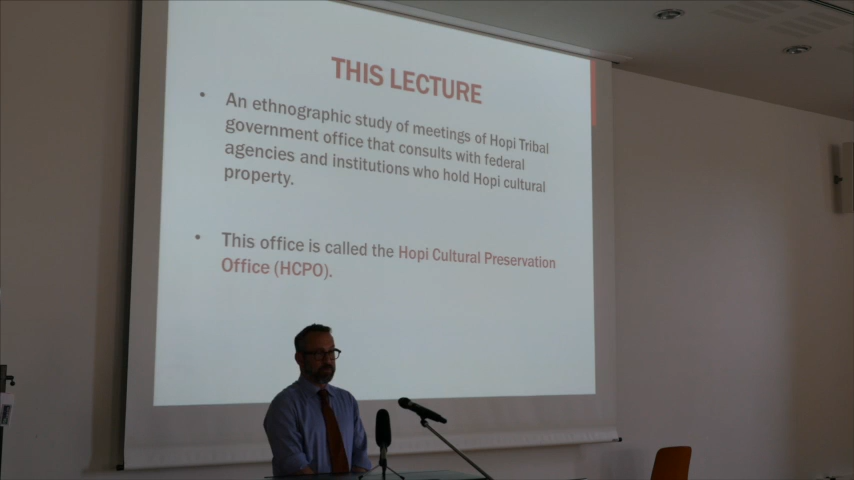 THIS LECTURE
• An ethnographic study of meetings of Hopi Tribal
government office that consults with federal
agencies and institutions who hold Hopi cultural
property.
• This office is called the Hopi Cultural Preservation
Office (HCPO).